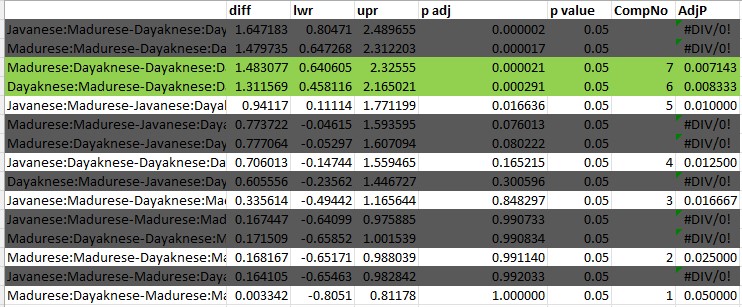 diff lwr upr p adj p value CompNo AdjP
Javanese:Madurese-Dayaknese:Day 1.647183 0.80471 2.489655 0.000002 0.05 #DIV/0!
Madurese:Madurese-Dayaknese:Day 1.479735 0.647268 2.312203 0.000017 0.05 #DIV/0!
Madurese:Dayaknese-Dayaknese:D 1.483077 0.640605 2.32555 0.000021 0.05 7 0.007143
Dayaknese:Madurese-Dayaknese:D 1.311569 0.458116 2.165021 0.000291 0.05 6 0.008333
Javanese:Madurese-Javanese:Dayal 0.94117 0.11114 1.771199 0.016636 0.05 5 0.010000
Madurese:Madurese-Javanese:Daya 0.773722 -0.04615 1.593595 0.076013 0.05 #DIV/0!
Madurese:Dayaknese-Javanese:Day 0.777064 -0.05297 1.607094 0.080222 0.05 #DIV/0!
Javanese:Dayaknese-Dayaknese:Da 0.706013 -0.14744 1.559465 0.165215 0.05 4 0.012500
Dayaknese:Madurese-Javanese:Day 0.605556 -0.23562 1.446727 0.300596 0.05 #DIV/0!
Javanese:Madurese-Dayaknese:Ma 0.335614 -0.49442 1.165644 0.848297 0.05 3 0.016667
Javanese:Madurese-Madurese:Mad 0.167447 -0.64099 0.975885 0.990733 0.05 #DIV/0!
Madurese:Dayaknese-Dayaknese:M 0.171509 -0.65852 1.001539 0.990834 0.05 #DIV/0!
Madurese:Madurese-Dayaknese:Ma 0.168167 -0.65171 0.988039 0.991140 0.05 2 0.025000
Javanese:Madurese-Madurese:Daya 0.164105 -0.65463 0.982842 0.992033 0.05 #DIV/0!
Madurese:Dayaknese-Madurese:Ma 0.003342 -0.8051 0.81178 1.000000 0.05 1 0.050000